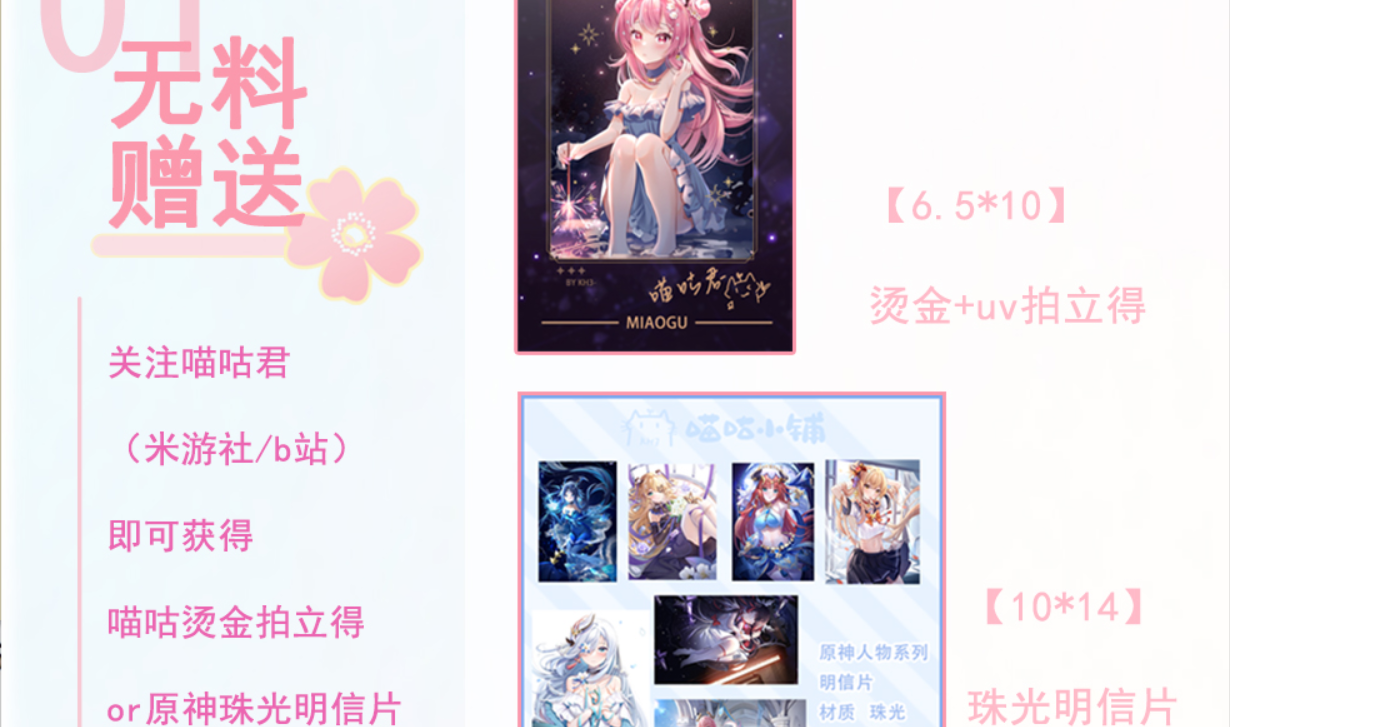 01
无料
赠送
关注喵咕君
（米游社/b站）
即可获得
喵咕烫金拍立得
or原神珠光明信片
BY KH3-
喵咕君
MIAOGU
【6.5*10】
烫金+uv拍立得
喵咕小铺
KH3
原神人物系列
明信片
材质 珠光
【10*14】
珠光明信片